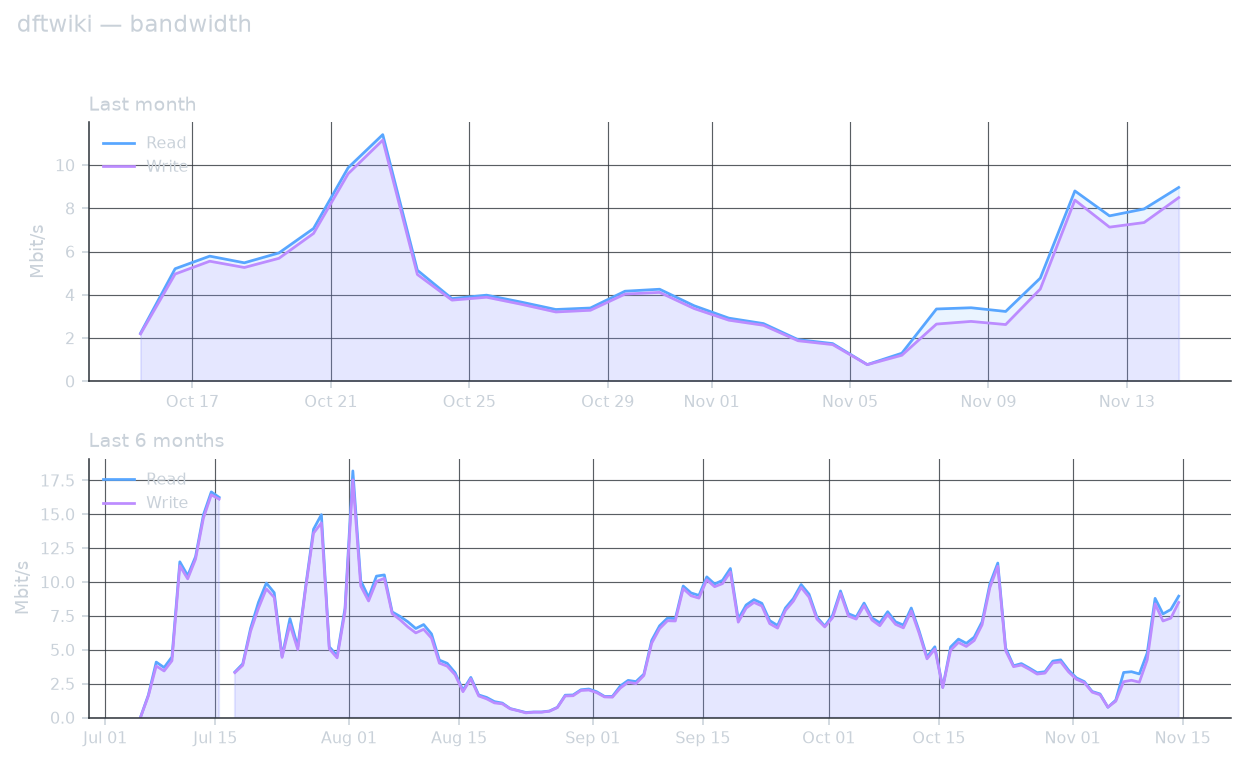 dftwiki — bandwidth
Last month
Read
Write
Mbit/s
10
8
6
4
2
0
Oct 17 Oct 21 Oct 25 Oct 29 Nov 01 Nov 05 Nov 09 Nov 13
Last 6 months
Read
Write
Mbit/s
17.5
15.0
12.5
10.0
7.5
5.0
2.5
0.0
Jul 01 Jul 15 Aug 01 Aug 15 Sep 01 Sep 15 Oct 01 Oct 15 Nov 01 Nov 15